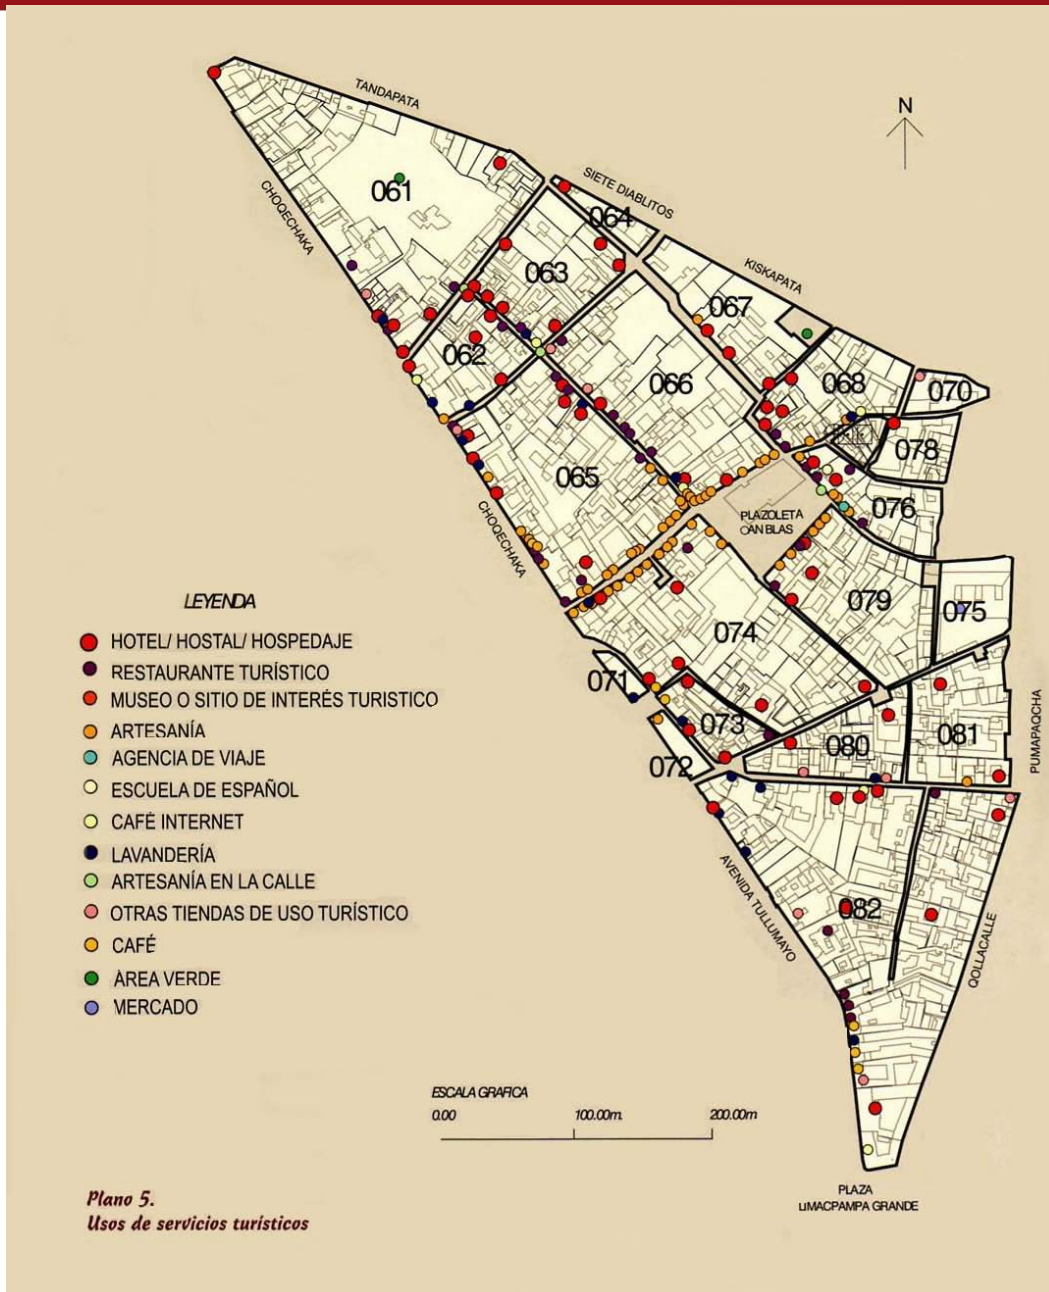 TANDAPATA
N
SIETE DIABLITOS
061
064
CHOQECHAKA
063
KISKAPATA
067
062
066
068
070
078
065
076
PLAZOLETA
ANBLAS
CHOQECHAKA
079
075
074
071
073
080
081
PUMAPAQCHA
072
AVENIDA TULLUMAYO
082
QOLLACALLE
LEYENDA
HOTEL/ HOSTAL/ HOSPEDAJE
RESTAURANTE TURÍSTICO
MUSEO O SITIO DE INTERÉS TURISTICO
ARTESANÍA
AGENCIA DE VIAJE
ESCUELA DE ESPAÑOL
CAFÉ INTERNET
LAVANDERÍA
ARTESANÍA EN LA CALLE
OTRAS TIENDAS DE USO TURÍSTICO
CAFÉ
ÁREA VERDE
MERCADO
ESCALA GRAFICA
0.00 100.00m. 200.00m
PLAZA
LIMACPAMPA GRANDE
Plano 5.
Usos de servicios turísticos